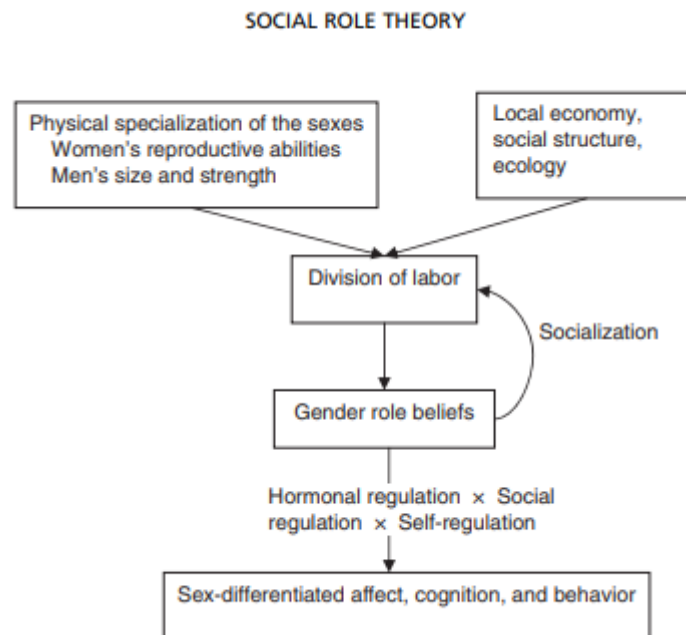 SOCIAL ROLE THEORY
Physical specialization of the sexes
Women's reproductive abilities
Men's size and strength
Local economy,
social structure,
ecology
Division of labor
Socialization
Gender role beliefs
Hormonal regulation × Social
regulation × Self-regulation
Sex-differentiated affect, cognition, and behavior